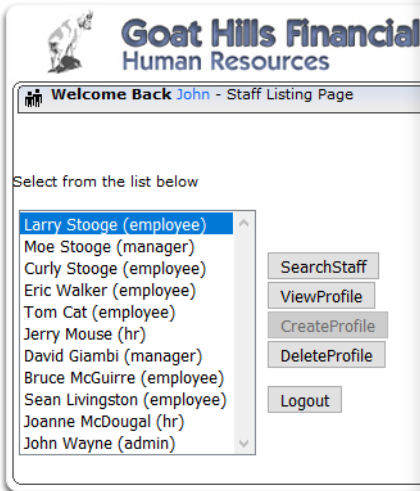 Goat Hills Financial
Human Resources
Welcome Back John - Staff Listing Page
Select from the list below
Larry Stooge (employee)
Moe Stooge (manager)
Curly Stooge (employee)
Eric Walker (employee)
Tom Cat (employee)
Jerry Mouse (hr)
David Giambi (manager)
Bruce McGuirre (employee)
Sean Livingston (employee)
Joanne McDougal (hr)
John Wayne (admin)
SearchStaff
ViewProfile
CreateProfile
DeleteProfile
Logout